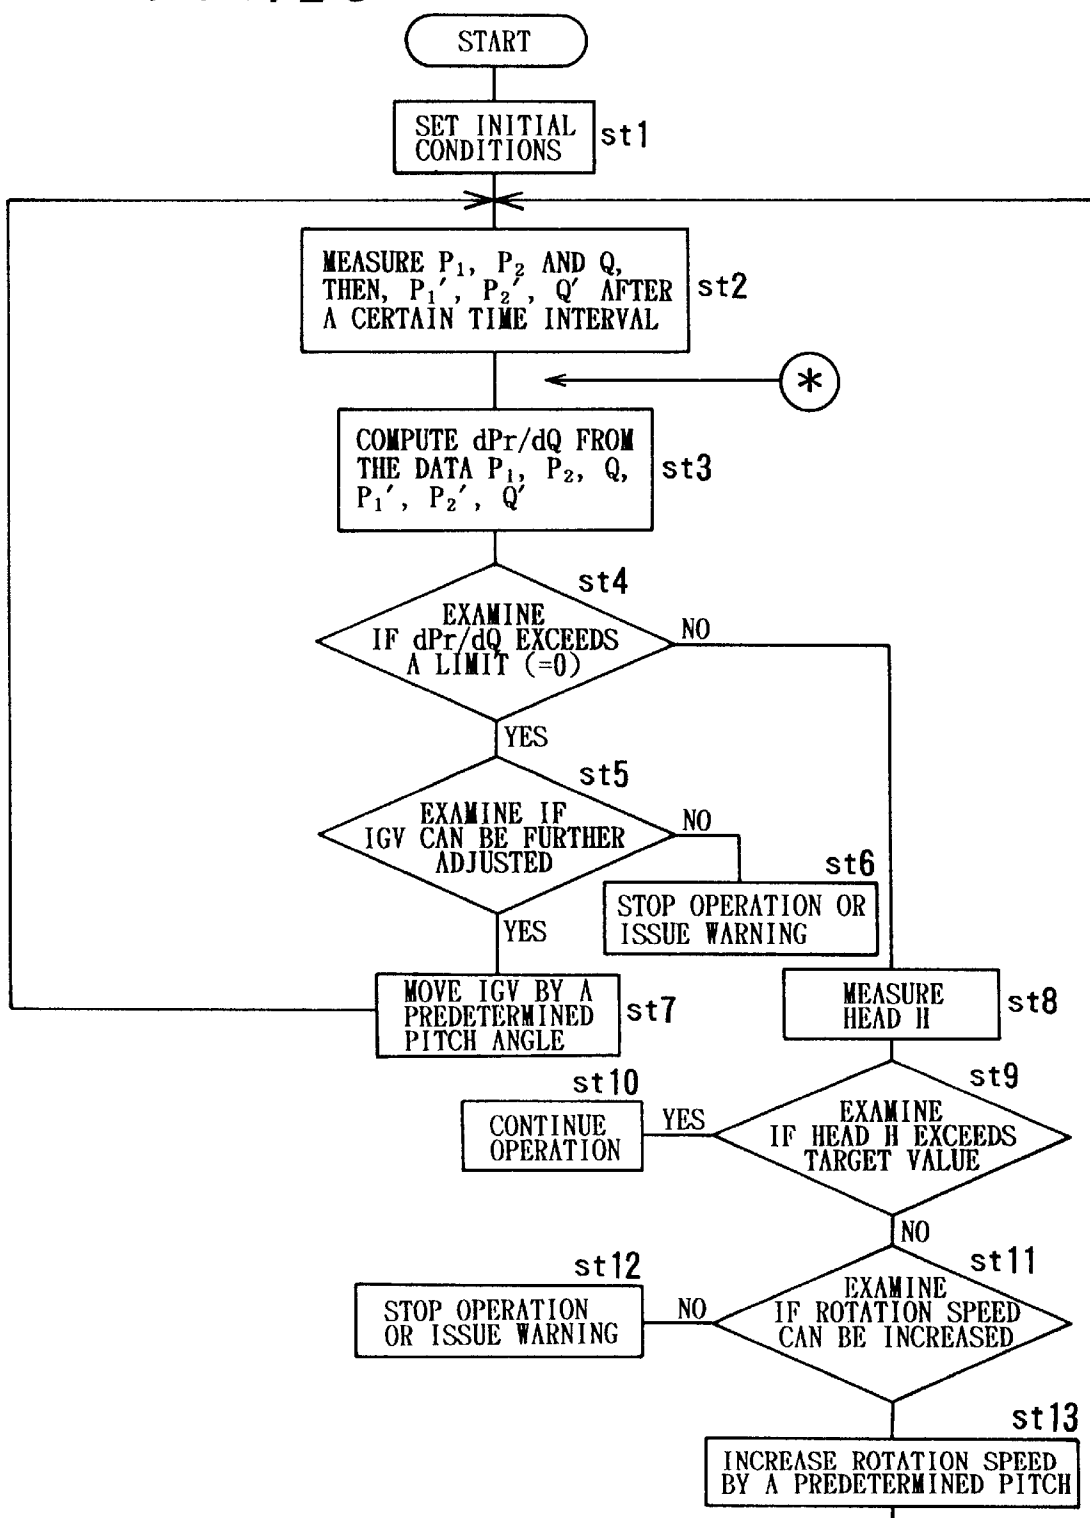 START
SET INITIAL
CONDITIONS
st1
MEASURE P₁, P₂ AND Q,
THEN, P₁′, P₂′, Q′ AFTER
A CERTAIN TIME INTERVAL
st2
*
COMPUTE dPr/dQ FROM
THE DATA P₁, P₂, Q,
P₁′, P₂′, Q′
st3
st4
EXAMINE
IF dPr/dQ EXCEEDS
A LIMIT (=0)
NO
YES
st5
EXAMINE IF
IGV CAN BE FURTHER
ADJUSTED
NO
st6
STOP OPERATION OR
ISSUE WARNING
YES
MOVE IGV BY A
PREDETERMINED
PITCH ANGLE
st7
MEASURE
HEAD H
st8
st9
EXAMINE
IF HEAD H EXCEEDS
TARGET VALUE
YES
st10
CONTINUE
OPERATION
NO
st11
EXAMINE
IF ROTATION SPEED
CAN BE INCREASED
NO
st12
STOP OPERATION
OR ISSUE WARNING
st13
INCREASE ROTATION SPEED
BY A PREDETERMINED PITCH